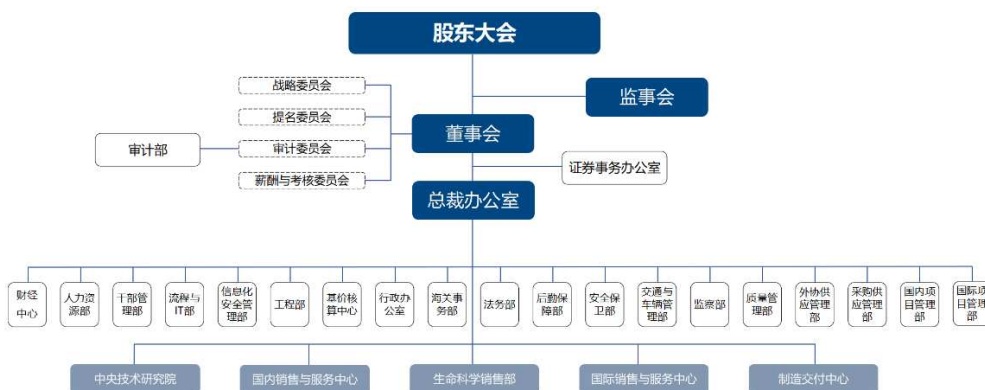 股东大会
战略委员会
监事会
提名委员会
董事会
审计部
审计委员会
证券事务办公室
薪酬与考核委员会
总裁办公室
财经
中心
人力资
源部
干部管
理部
流程与
IT部
信息化
安全管
理部
工程部
基价核
算中心
行政办
公室
海关事
务部
法务部
后勤保
障部
安全保
卫部
交通与
车辆管
理部
监察部
质量管
理部
外协供
应管理
部
采购供
应管理
部
国内项
目管理
部
国际项
目管理
部
中央技术研究院
国内销售与服务中心
生命科学销售部
国际销售与服务中心
制造交付中心